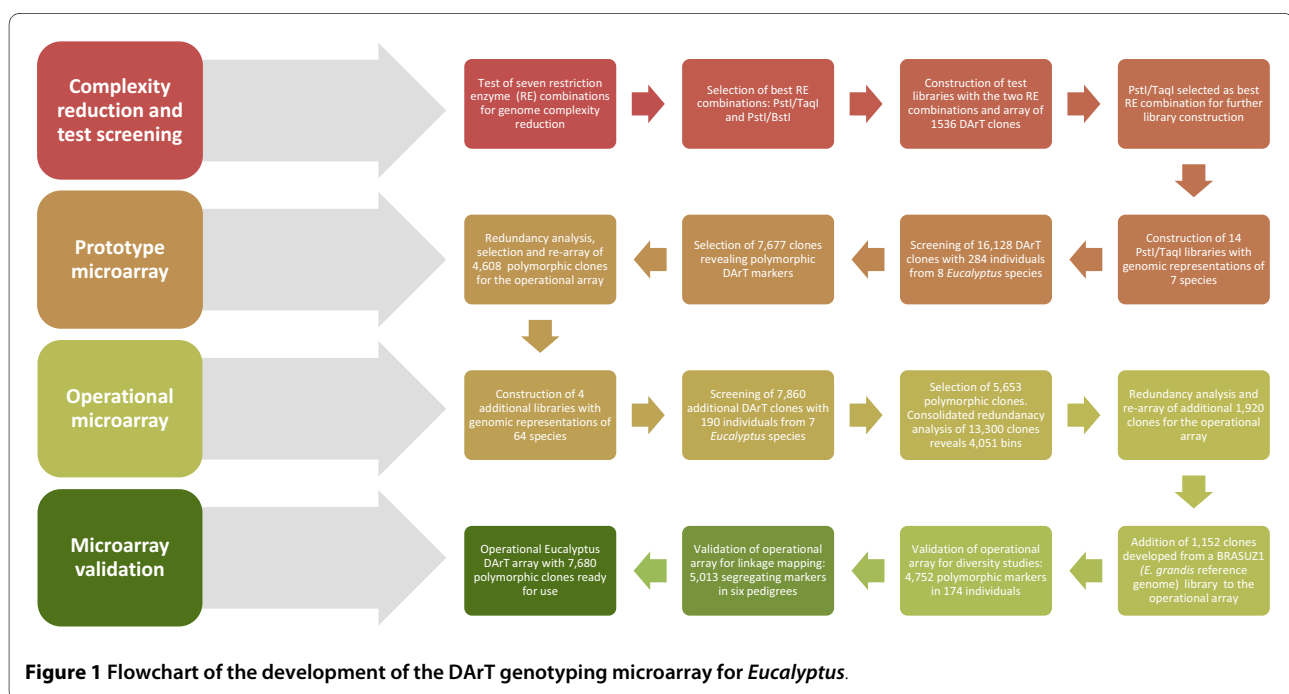 Complexity
reduction and
test screening
Test of seven restriction
enzyme (RE) combinations
for genome complexity
reduction
Selection of best RE
combinations: PstI/TaqI
and PstI/BstI
Construction of test
libraries with the two RE
combinations and array of
1536 DArT clones
PstI/TaqI selected as best
RE combination for further
library construction
Prototype
microarray
Redundancy analysis,
selection and re-array of
4,608 polymorphic clones
for the operational array
Selection of 7,677 clones
revealing polymorphic
DArT markers
Screening of 16,128 DArT
clones with 284 individuals
from 8 Eucalyptus species
Construction of 14
PstI/TaqI libraries with
genomic representations of
7 species
Operational
microarray
Construction of 4
additional libraries with
genomic representations of
64 species
Screening of 7,860
additional DArT clones with
190 individuals from 7
Eucalyptus species
Selection of 5,653
polymorphic clones.
Consolidated redundanacy
analysis of 13,300 clones
reveals 4,051 bins
Redundancy analysis and
re-array of additional 1,920
clones for the operational
array
Microarray
validation
Operational Eucalyptus
DArT array with 7,680
polymorphic clones ready
for use
Validation of operational
array for linkage mapping:
5,013 segregating markers
in six pedigrees
Validation of operational
array for diversity studies:
4,752 polymorphic markers
in 174 individuals
Addition of 1,152 clones
developed from a BRASUZ1
(E. grandis reference
genome) library to the
operational array
Figure 1 Flowchart of the development of the DArT genotyping microarray for Eucalyptus.